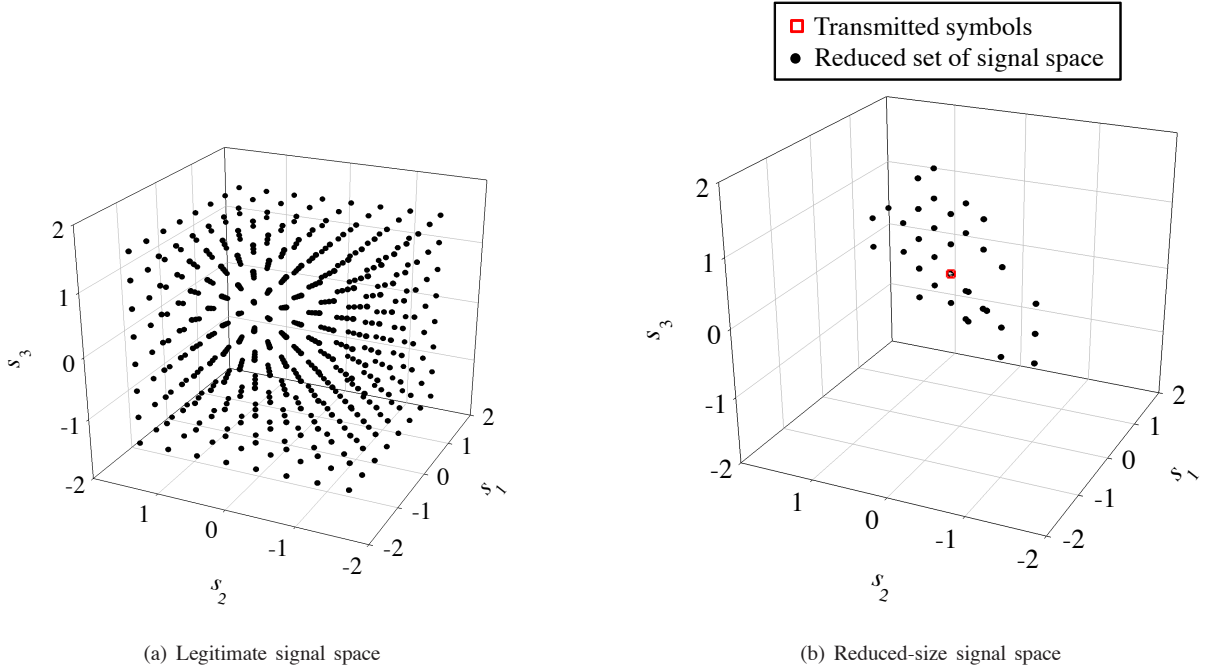 Transmitted symbols
Reduced set of signal space
2
1
0
-1
-2
s3
1
0
-1
-2
s2
2
1
0
-1
-2
s1
2
1
0
-1
-2
s3
1
0
-1
-2
s2
2
1
0
-1
-2
s1
(a) Legitimate signal space
(b) Reduced-size signal space